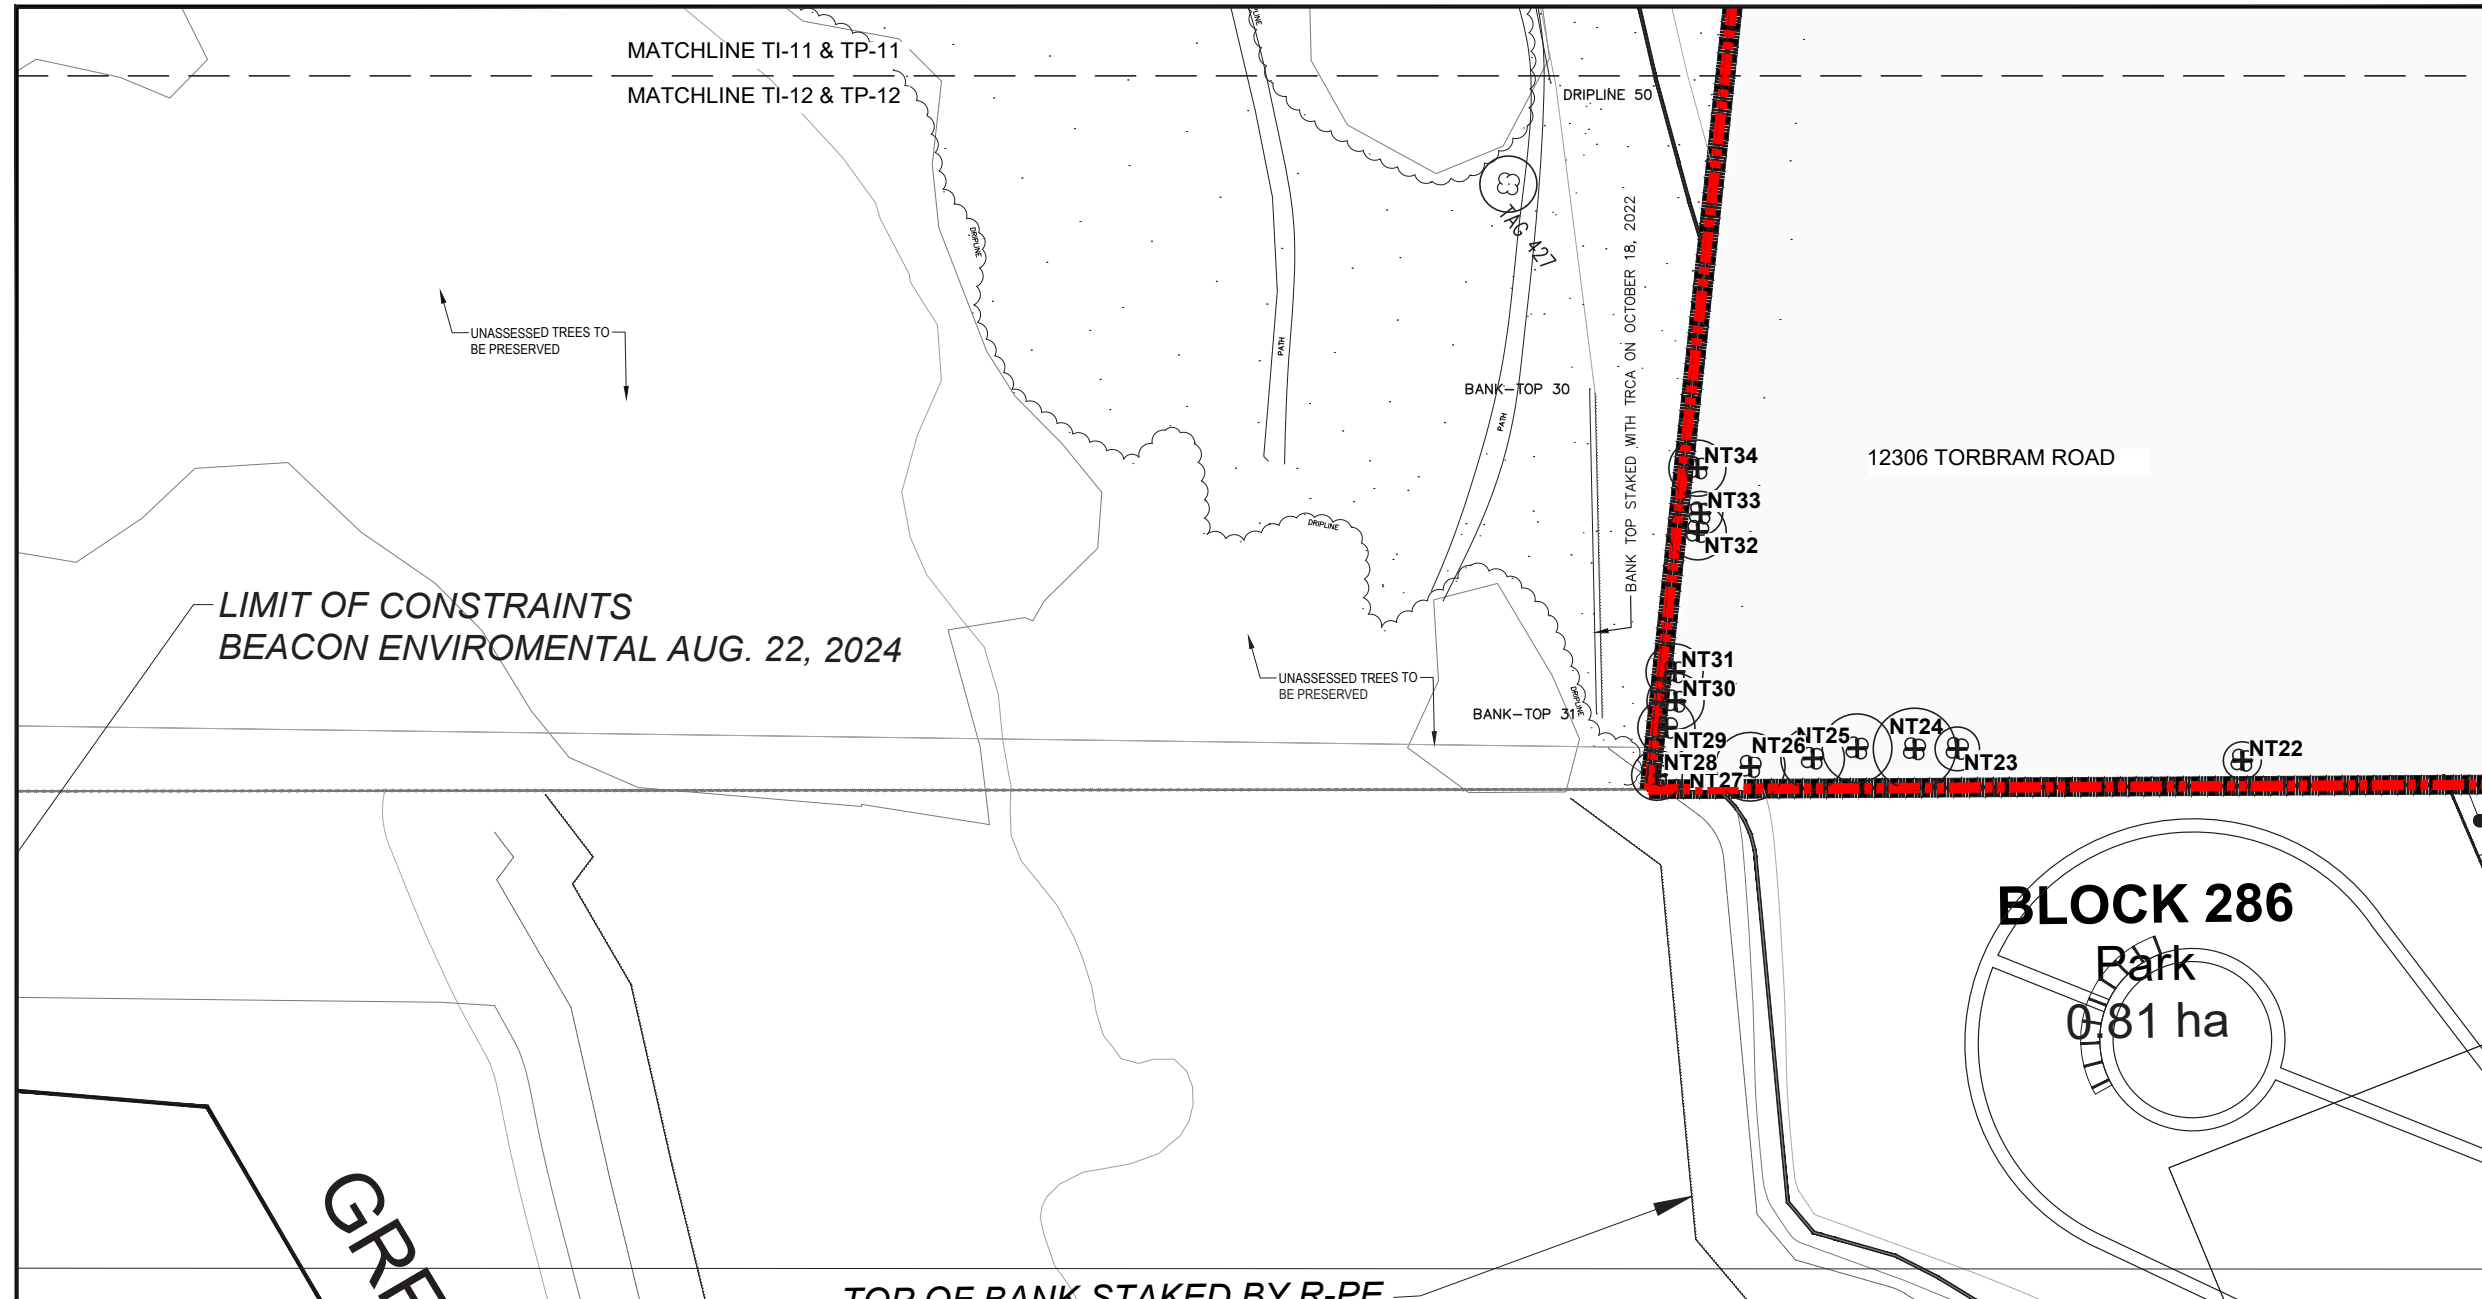 MATCHLINE TI-11 & TP-11
MATCHLINE TI-12 & TP-12
DRIPLINE 50
DRIPLINE
TAG 427
BANK TOP STAKED WITH TRCA ON OCTOBER 18, 2022
UNASSESSED TREES TO
BE PRESERVED
PATH
BANK-TOP 30
PATH
NT34
12306 TORBRAM ROAD
NT33
DRIPLINE
NT32
LIMIT OF CONSTRAINTS
BEACON ENVIROMENTAL AUG. 22, 2024
NT31
UNASSESSED TREES TO
BE PRESERVED
NT30
DRIPLINE
BANK-TOP 31
NT29
NT28
NT27
NT26
NT25
NT24
NT23
NT22
BLOCK 286
Park
0.81 ha
GRE
TOP OF BANK STAKED BY R-PE